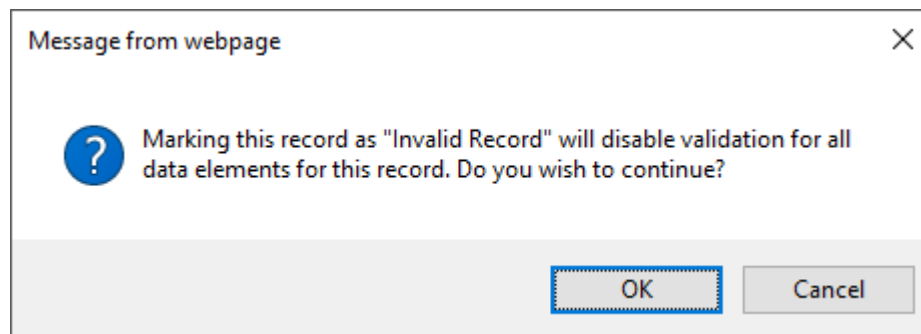 Message from webpage
Marking this record as "Invalid Record" will disable validation for all
data elements for this record. Do you wish to continue?
OK
Cancel